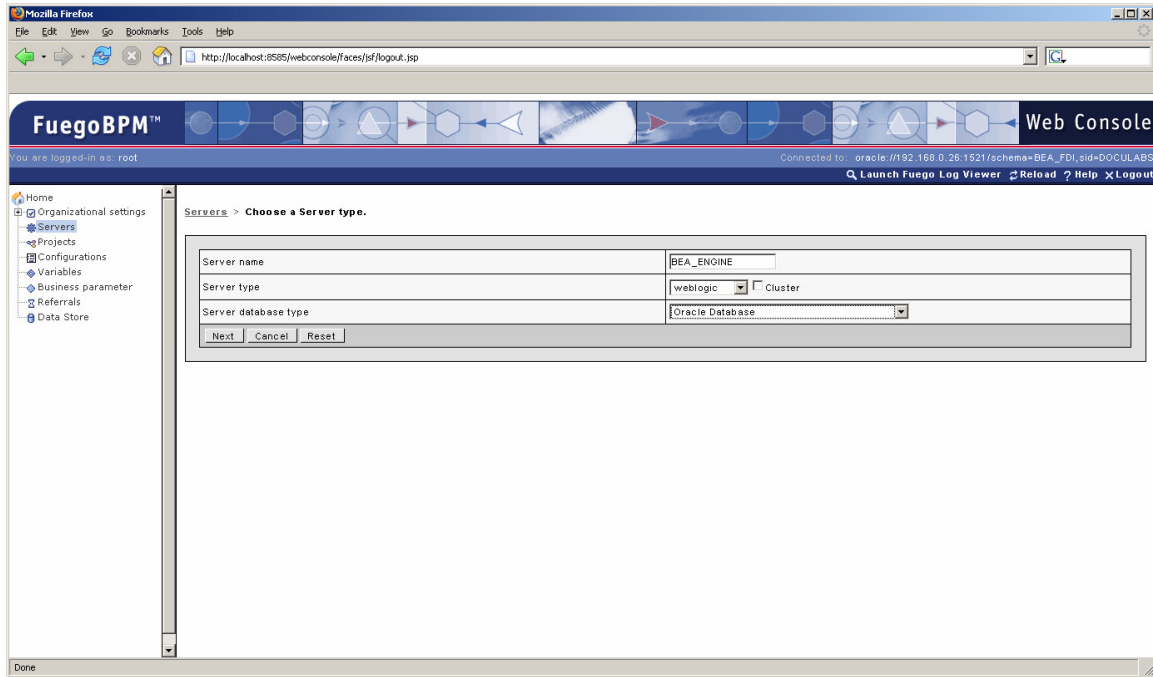 Mozilla Firefox
File Edit View Go Bookmarks Tools Help
http://localhost:8585/webconsole/faces/jsf/logout.jsp
FuegoBPM™
Web Console
You are logged-in as: root
Connected to: oracle://192.168.0.26:1521/schema=BEA_FDI,sid=DOCULABS
Launch Fuego Log Viewer Reload ? Help Logout
Home
Organizational settings
Servers
Projects
Configurations
Variables
Business parameter
Referrals
Data Store
Servers > Choose a Server type.
Server name BEA_ENGINE
Server type weblogic Cluster
Server database type Oracle Database
Next Cancel Reset
Done